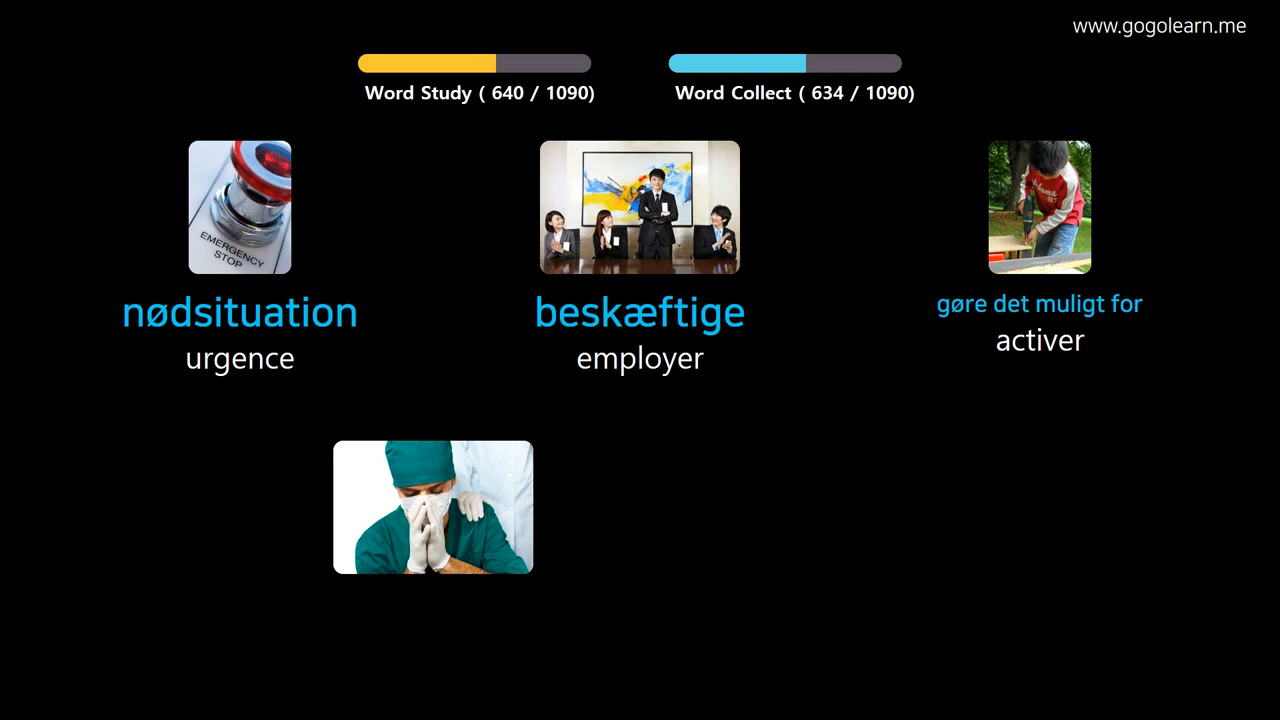 www.gogolearn.me
Word Study ( 640 / 1090)
Word Collect ( 634 / 1090)
EMERGENCY
STOP
nødsituation
urgence
beskæftige
employer
gøre det muligt for
activer